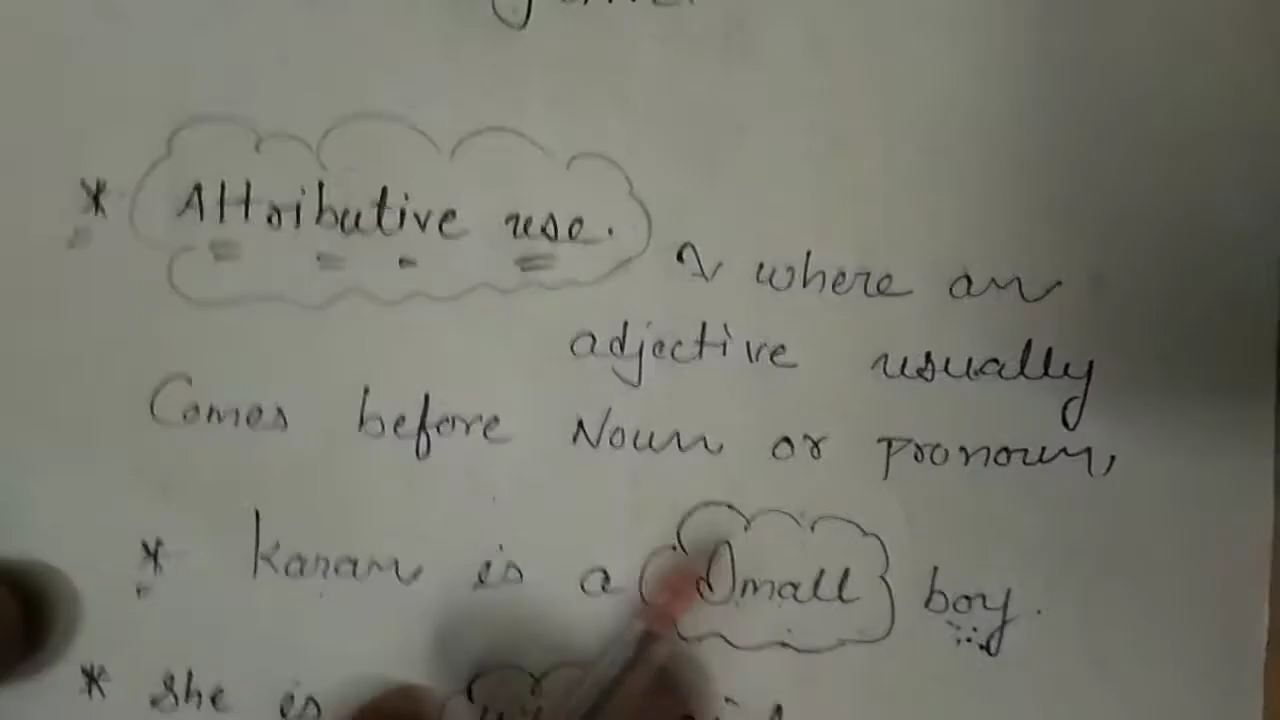 * Attributive use.
where an
adjective usually
Comes before Noun or pronoun,
* Karan is a Small boy.
* She is